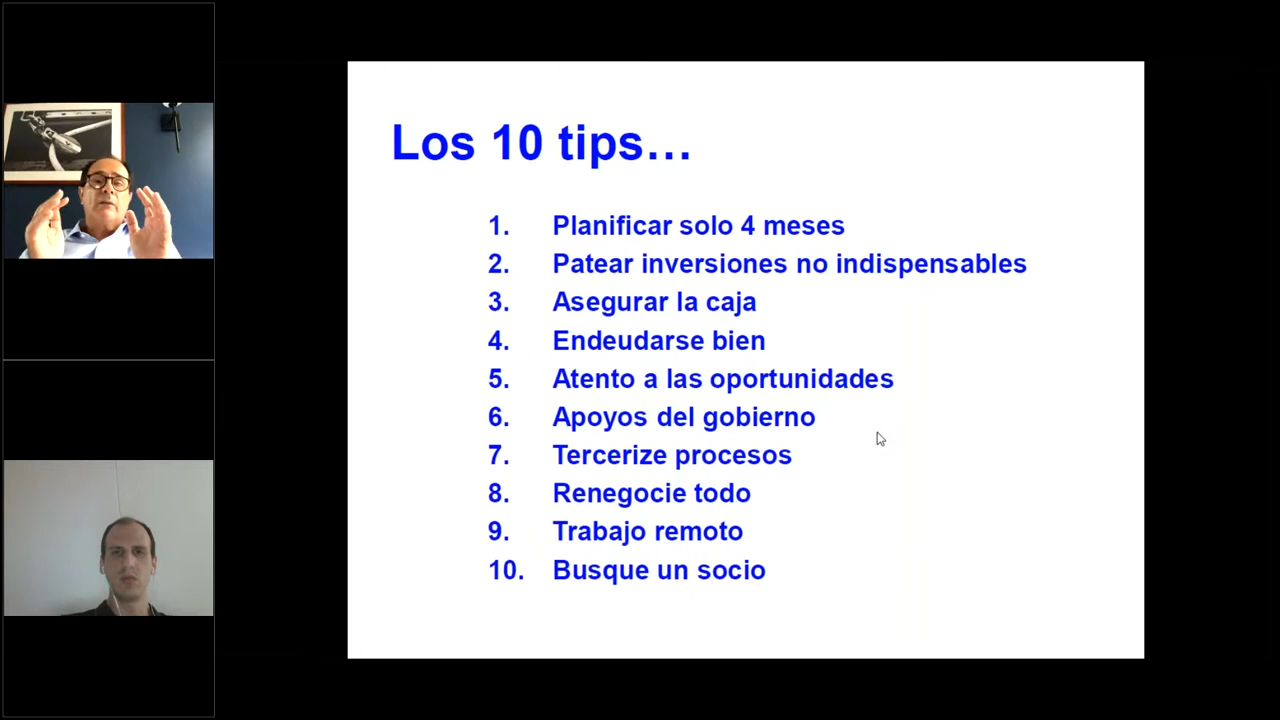 Los 10 tips…
1. Planificar solo 4 meses
2. Patear inversiones no indispensables
3. Asegurar la caja
4. Endeudarse bien
5. Atento a las oportunidades
6. Apoyos del gobierno
7. Tercerize procesos
8. Renegocie todo
9. Trabajo remoto
10. Busque un socio